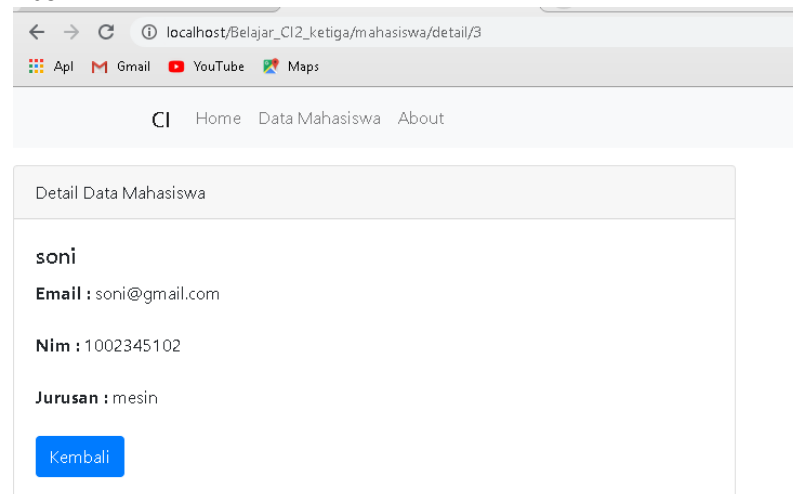 localhost/Belajar_CI2_ketiga/mahasiswa/detail/3
Apl Gmail YouTube Maps
CI Home Data Mahasiswa About
Detail Data Mahasiswa
soni
Email : soni@gmail.com
Nim : 1002345102
Jurusan : mesin
Kembali